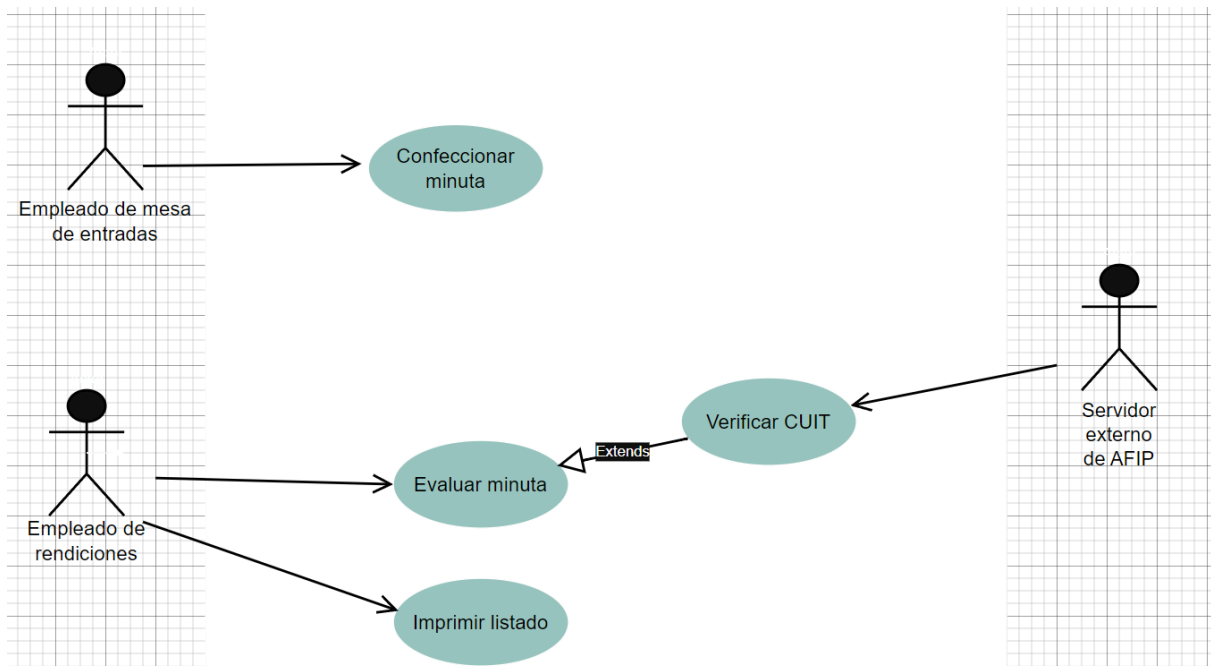 Confeccionar
minuta
Empleado de mesa
de entradas
Servidor
externo
de AFIP
Verificar CUIT
Extends
Evaluar minuta
Empleado de
rendiciones
Imprimir listado